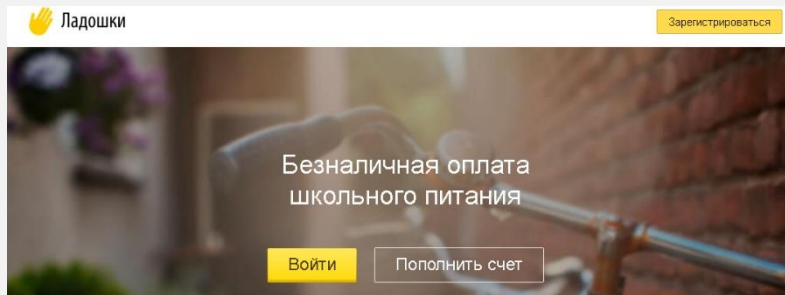 Ладошки
Зарегистрироваться
Безналичная оплата
школьного питания
Войти
Пополнить счет